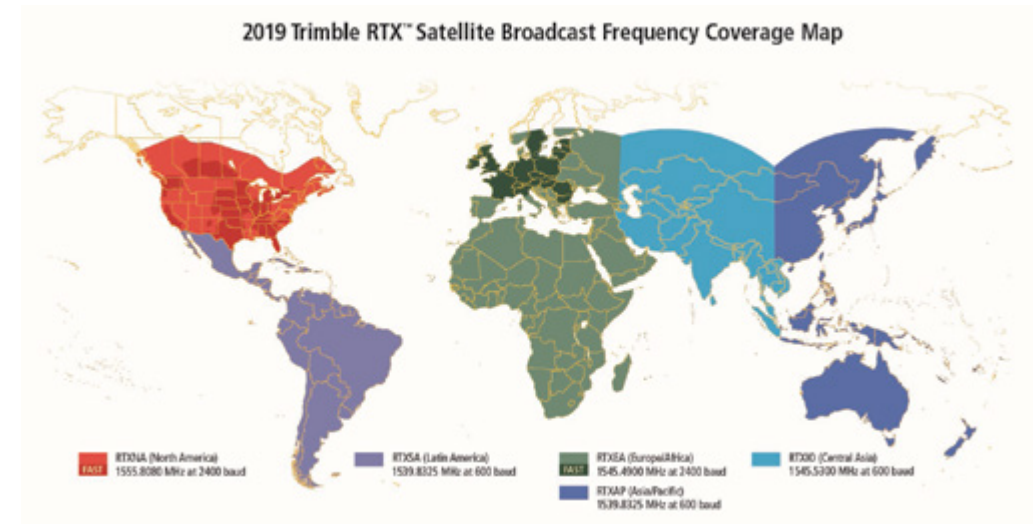 2019 Trimble RTX™ Satellite Broadcast Frequency Coverage Map
FAST
RTXNA (North America)
1555.8080 MHz at 2400 baud
RTXSA (Latin America)
1539.8325 MHz at 600 baud
FAST
RTXEA (Europe/Africa)
1545.4900 MHz at 2400 baud
RTXIO (Central Asia)
1545.5300 MHz at 600 baud
RTXAP (Asia/Pacific)
1539.8325 MHz at 600 baud